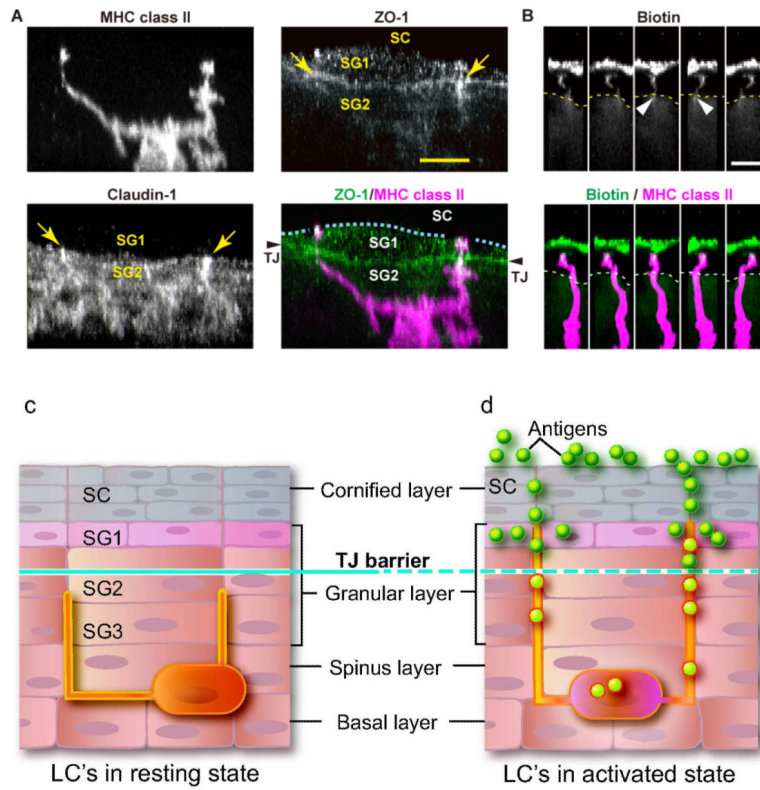 A
MHC class II
ZO-1
SC
SG1
SG2
B
Biotin
Claudin-1
SG1
SG2
ZO-1/MHC class II
SC
SG1
SG2
TJ
TJ
Biotin / MHC class II
c
d
Antigens
SC
Cornified layer
SC
SG1
TJ barrier
SG2
Granular layer
SG3
Spinus layer
Basal layer
LC's in resting state
LC's in activated state